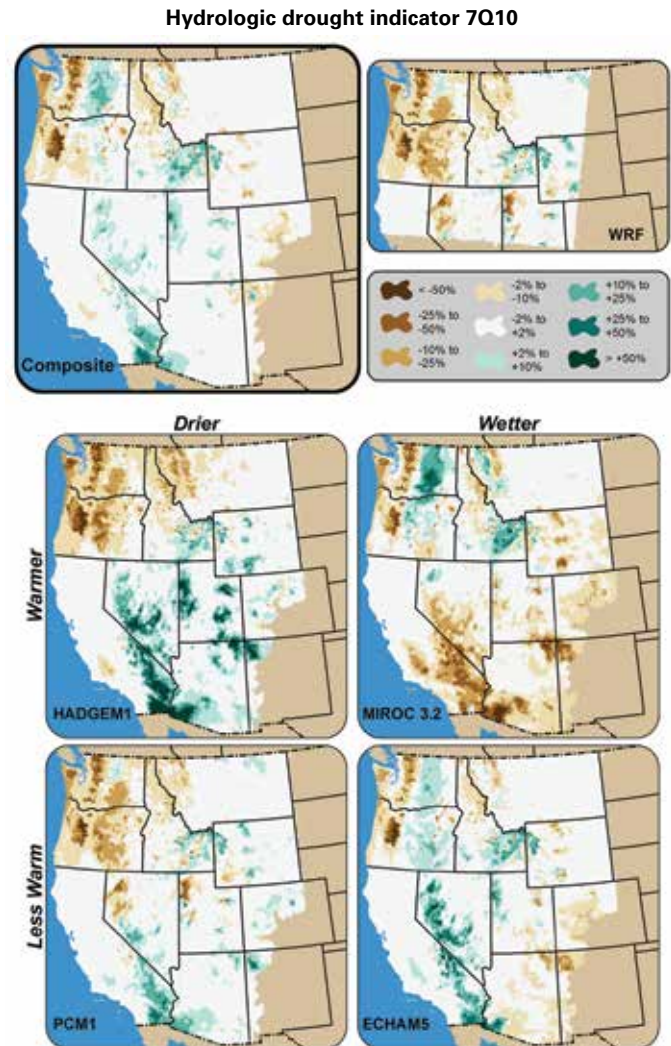 Hydrologic drought indicator 7Q10
Composite
WRF
< -50%
-2% to
-10%
+10% to
+25%
-25% to
-50%
-2% to
+2%
+25% to
+50%
-10% to
-25%
+2% to
+10%
> +50%
Drier
Wetter
Warmer
HADGEM1
MIROC 3.2
Less Warm
PCM1
ECHAM5